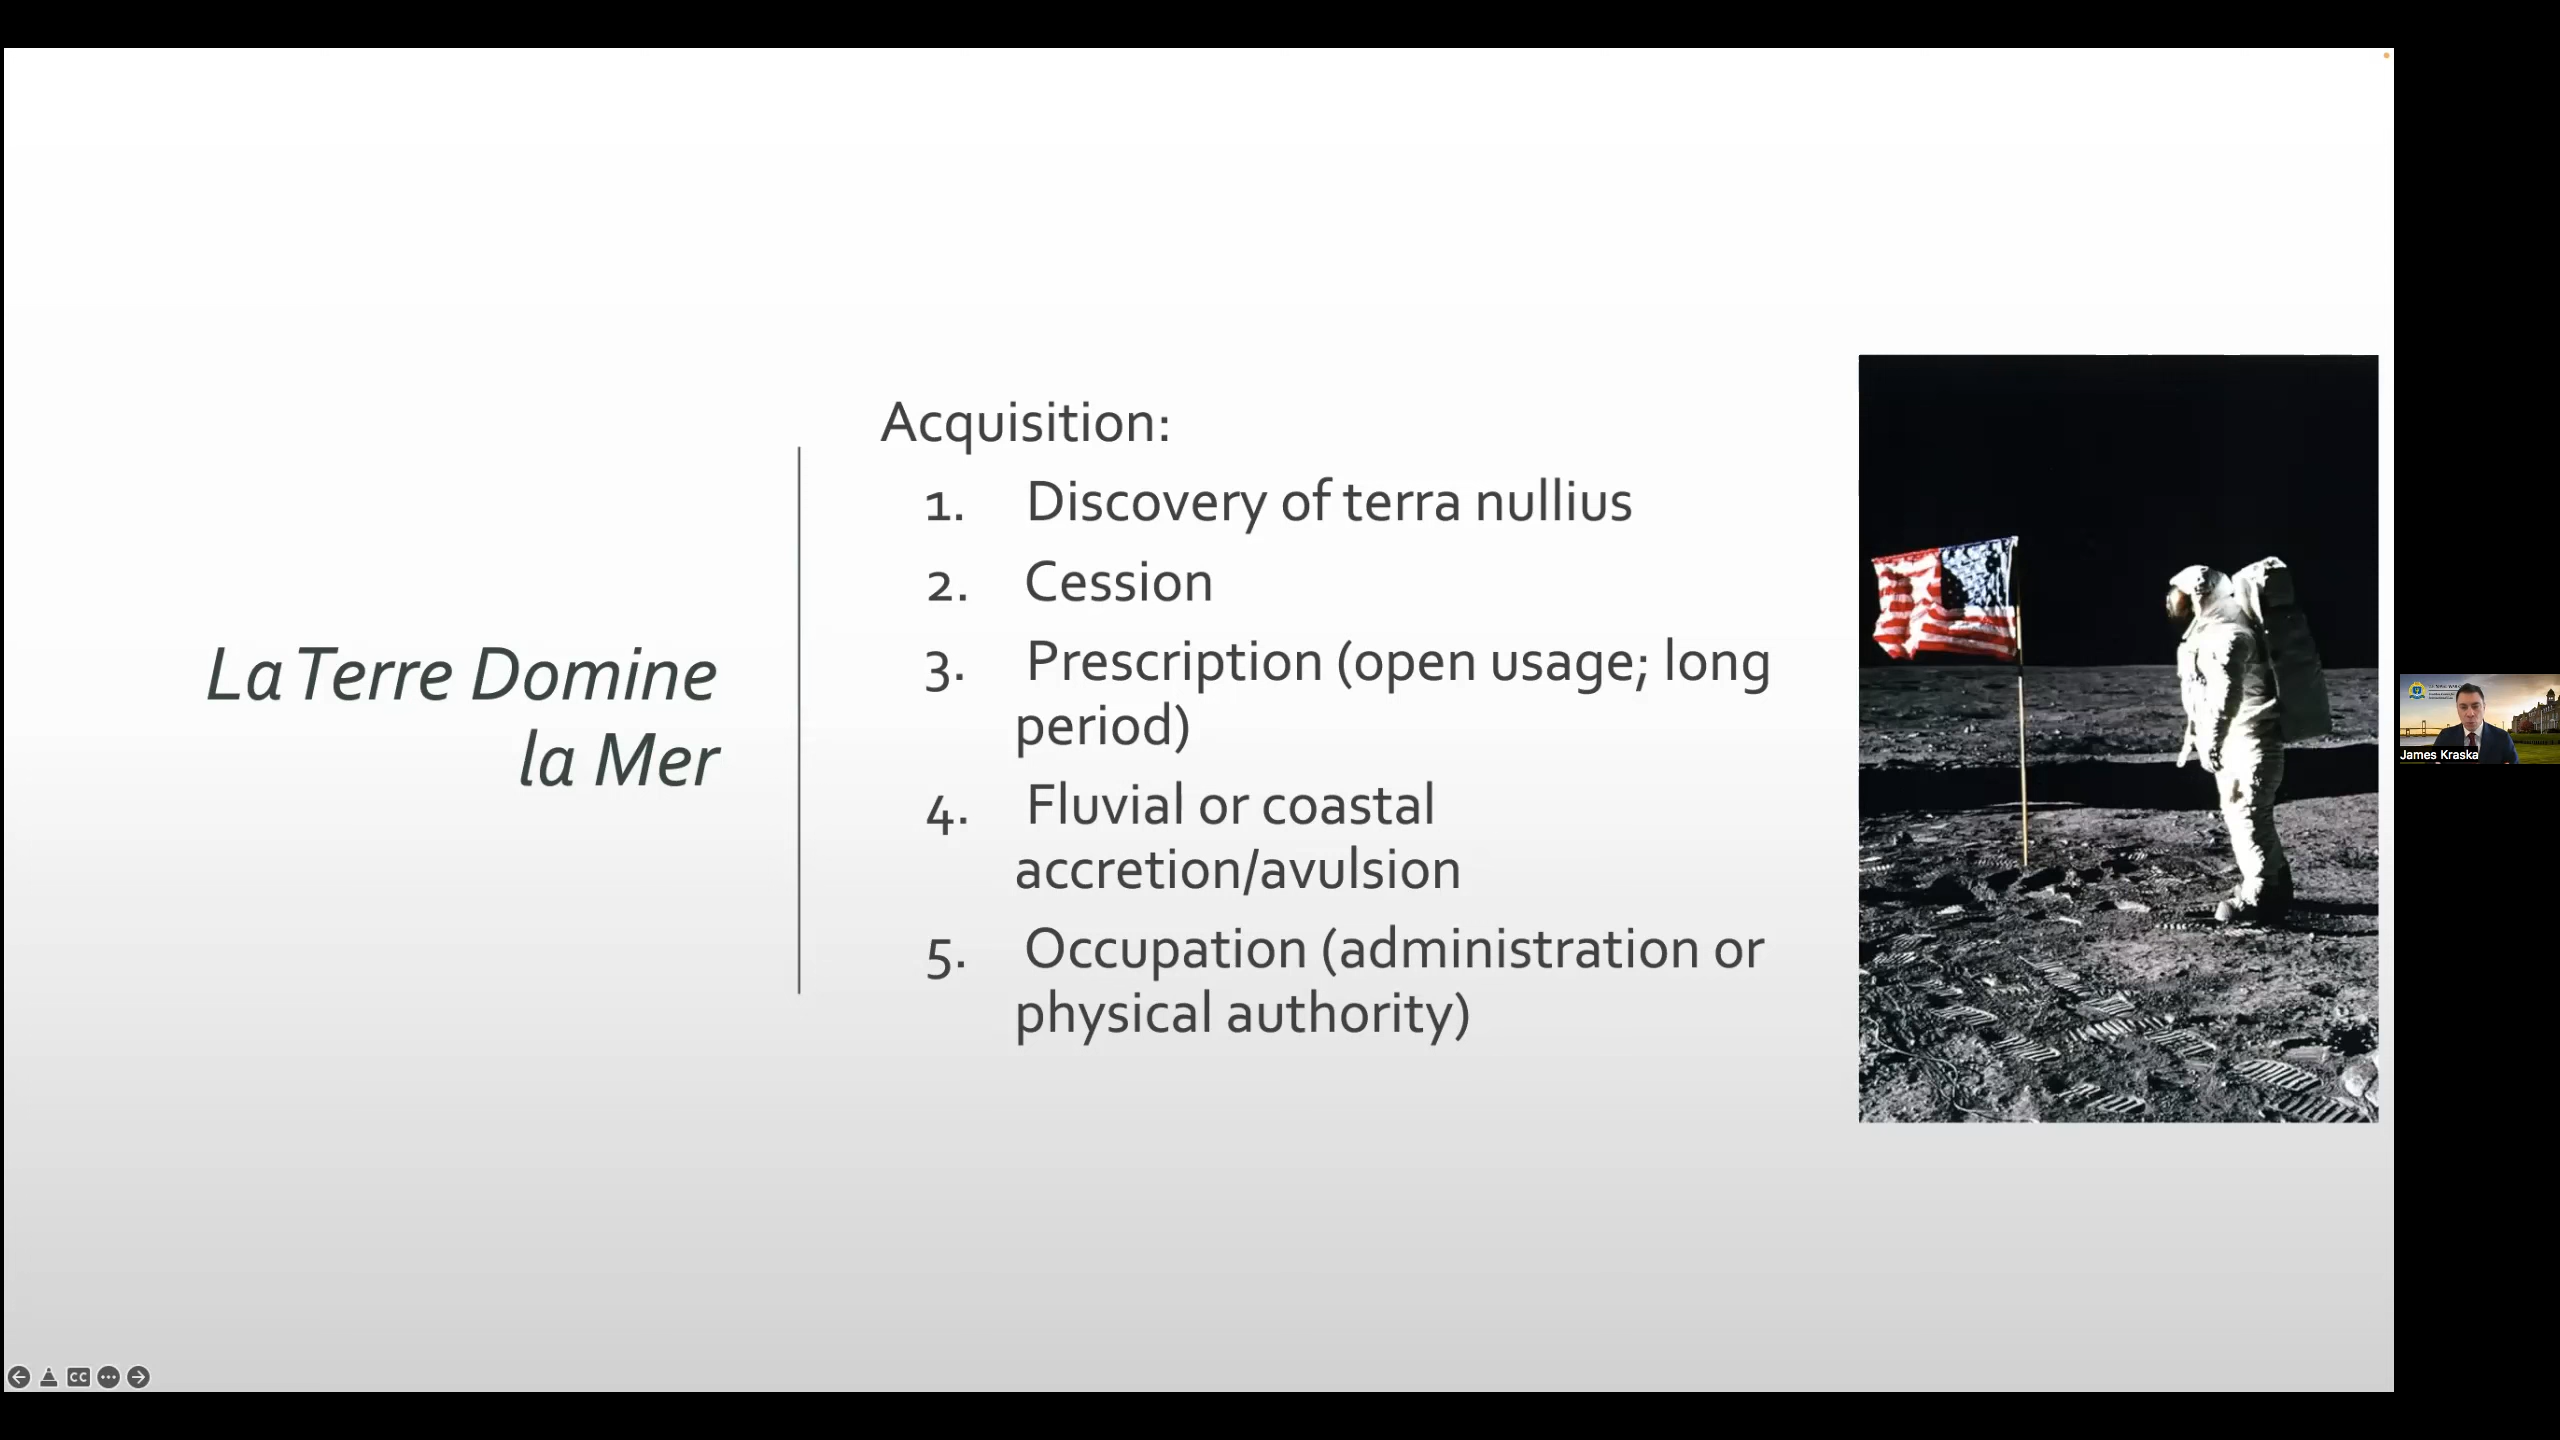 La Terre Domine
la Mer
Acquisition:
1. Discovery of terra nullius
2. Cession
3. Prescription (open usage; long
period)
4. Fluvial or coastal
accretion/avulsion
5. Occupation (administration or
physical authority)
James Kraska
CC